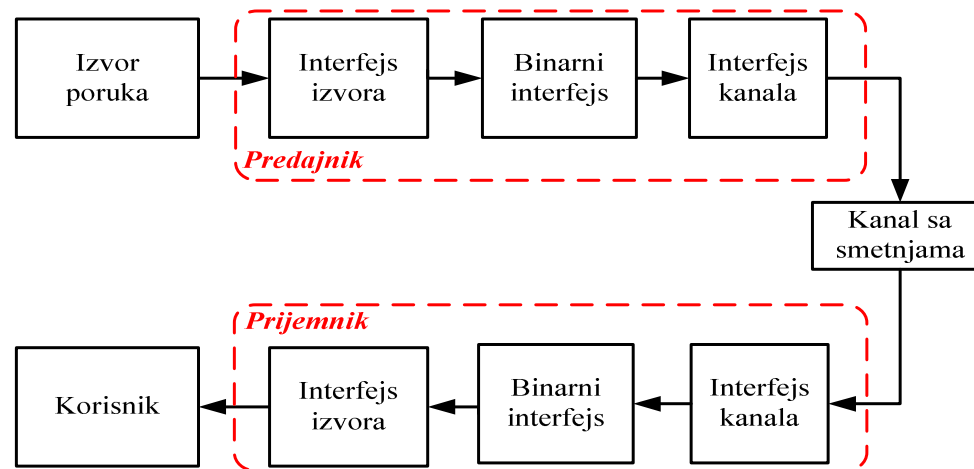 Izvor
poruka
Interfejs
izvora
Binarni
interfejs
Interfejs
kanala
Predajnik
Kanal sa
smetnjama
Prijemnik
Korisnik
Interfejs
izvora
Binarni
interfejs
Interfejs
kanala